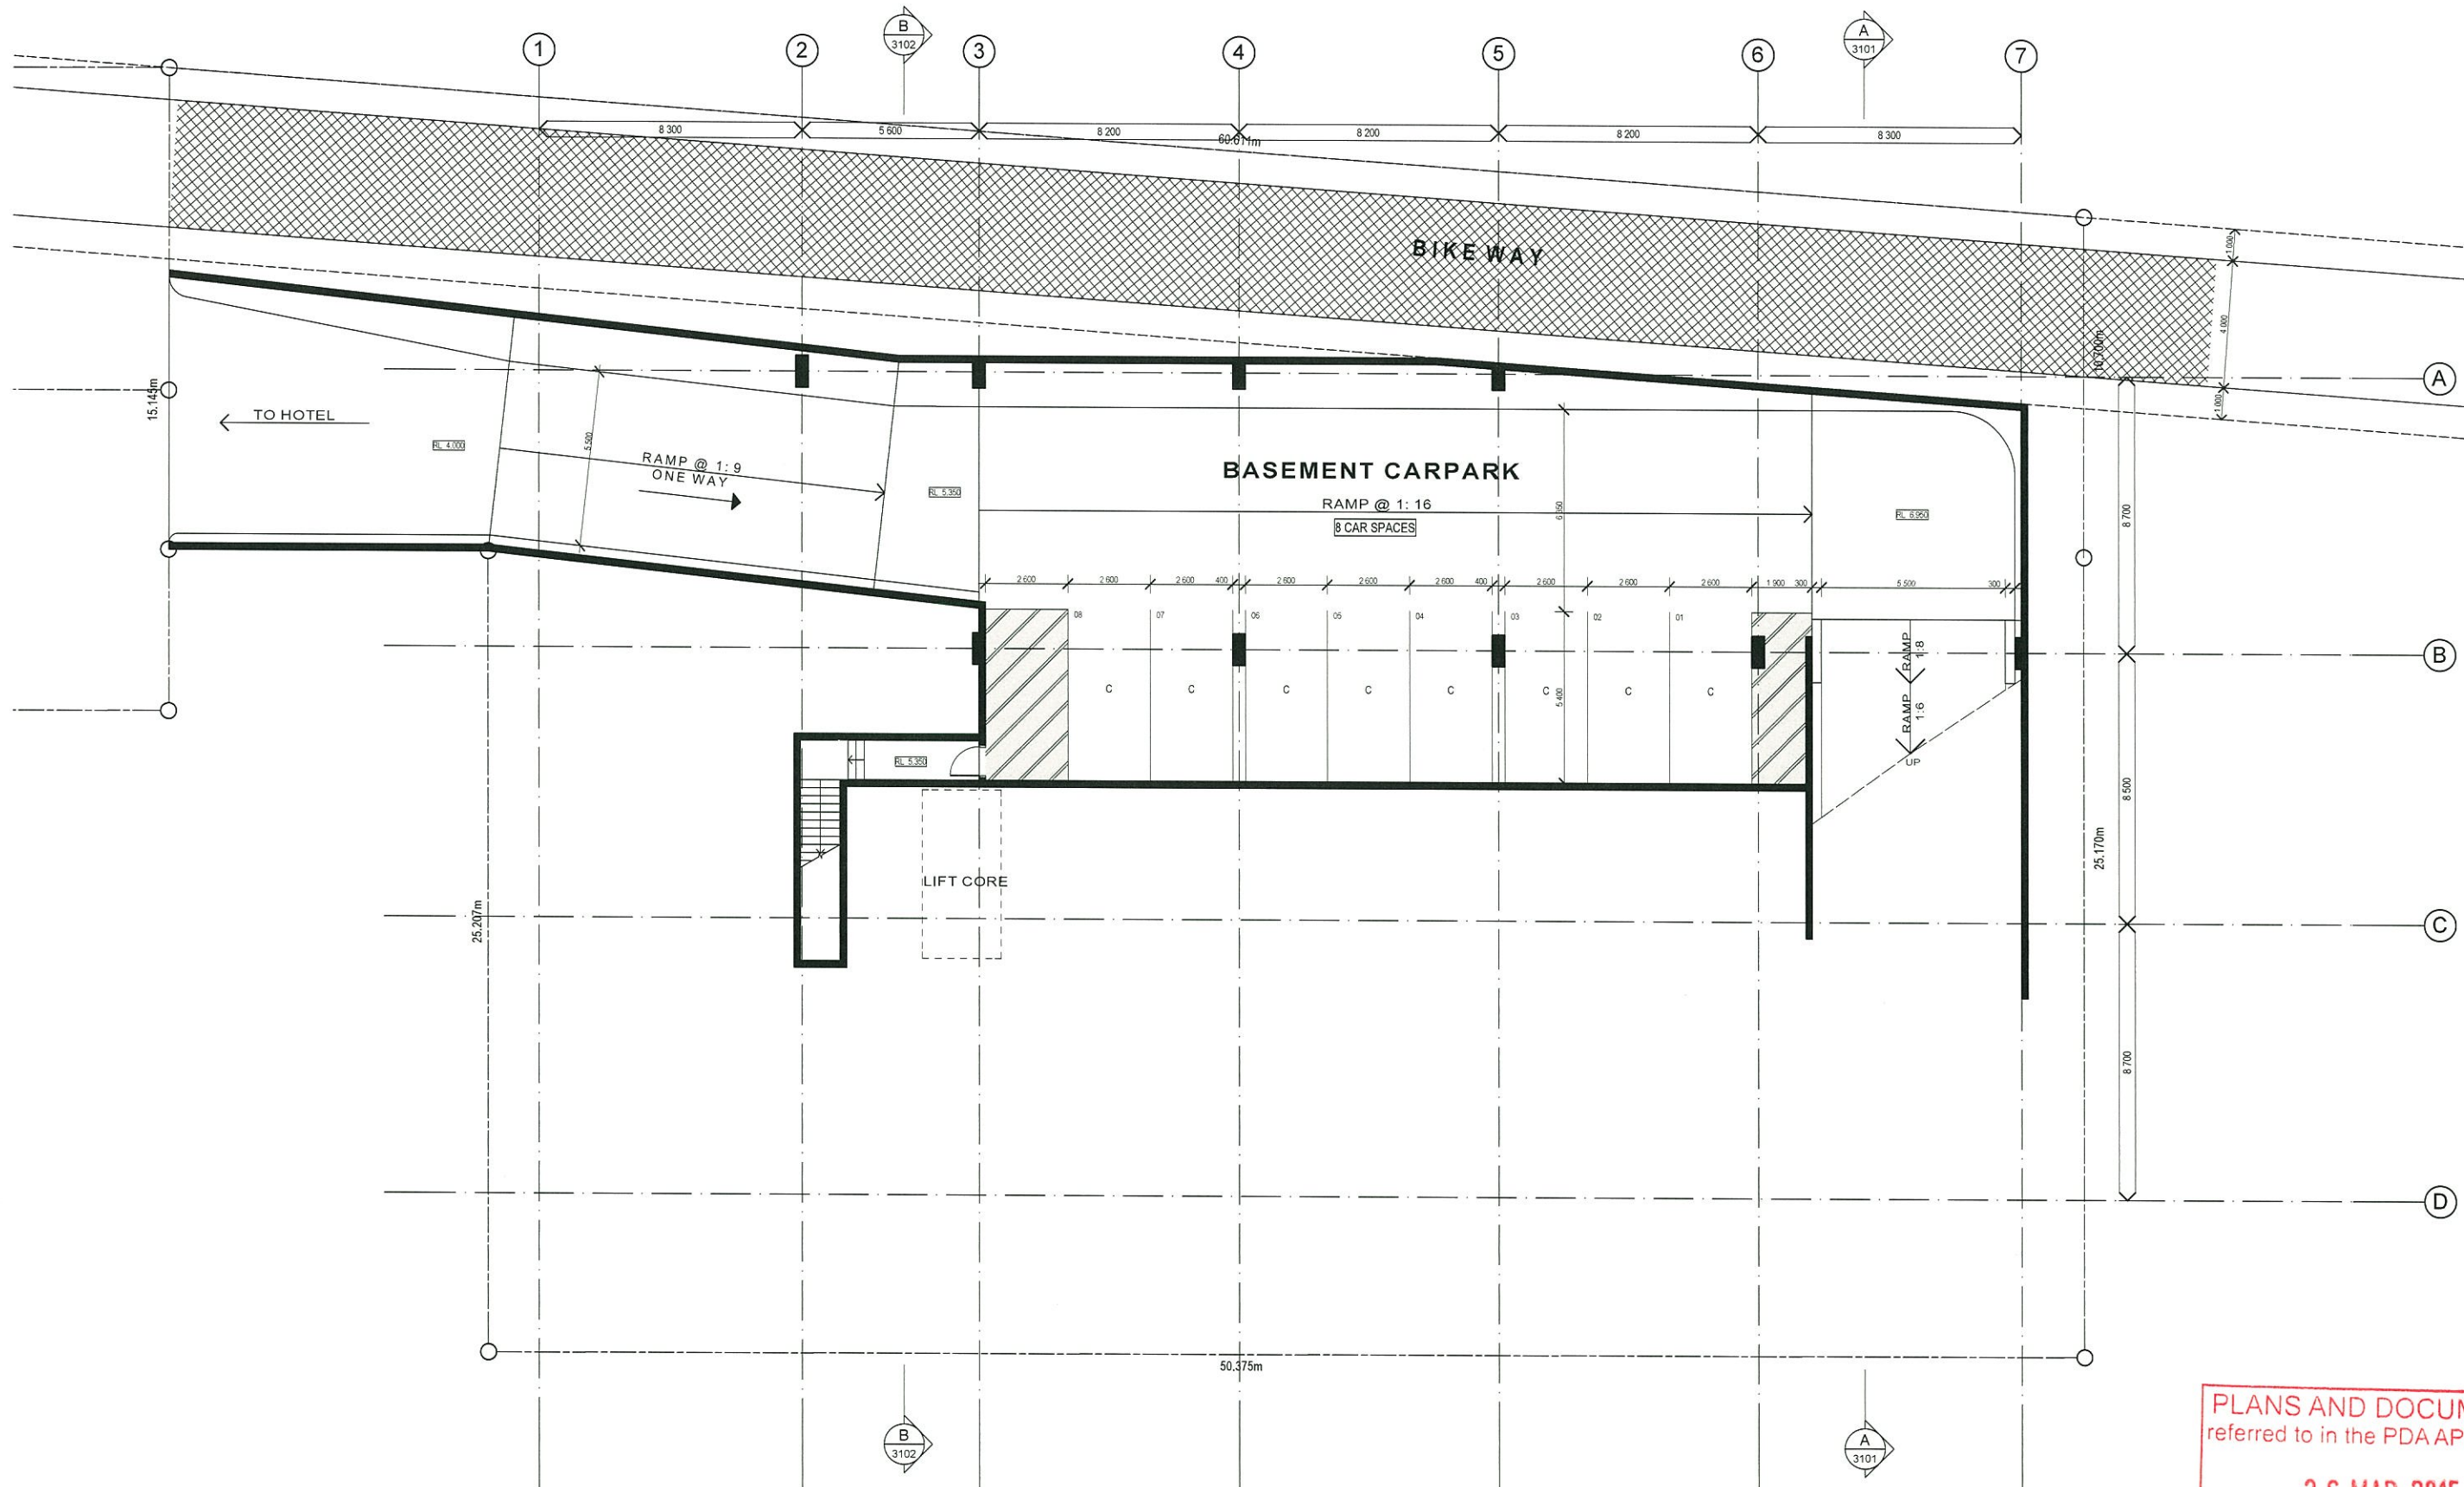 B
3102
A
3101
1
2
3
4
5
6
7
8 300
5 600
8 200
8 200
8 200
8 300
60.611m
BIKE WAY
1 000
4 000
1 000
10.700m
A
15.145m
TO HOTEL
RL 4.000
5 500
RAMP @ 1: 9
ONE WAY
RL 5.350
BASEMENT CARPARK
RAMP @ 1: 16
8 CAR SPACES
6 350
RL 6.950
8 700
2 600
2 600
2 600
400
2 600
2 600
2 600
400
2 600
2 600
2 600
1 900
300
5 500
300
08
07
06
05
04
03
02
01
RAMP
1:8
B
C
C
C
C
C
C
C
C
5 400
RAMP
1:6
UP
RL 5.350
8 500
25.170m
LIFT CORE
25.207m
C
8 700
D
50.375m
B
3102
A
3101
PLANS AND DOCUM
referred to in the PDA AP